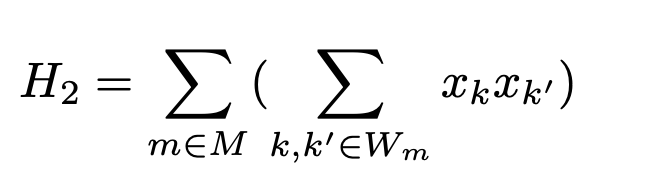 $H_2 = \sum_{m \in M} ( \sum_{k,k' \in W_m} x_k x_{k'} )$